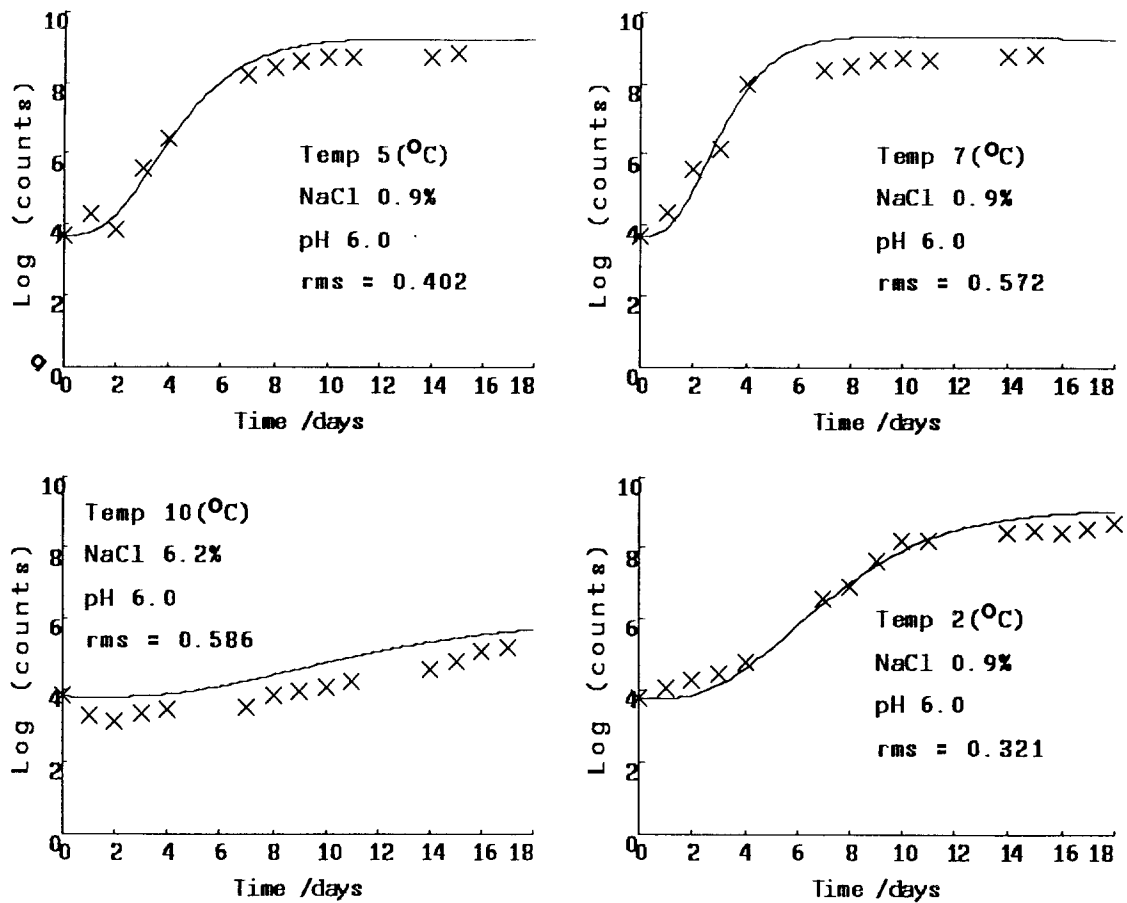 10
8
6
4
2
0
Log (counts)
Temp 5(°C)
NaCl 0.9%
pH 6.0
rms = 0.402
0 2 4 6 8 10 12 14 16 18
Time /days
10
8
6
4
2
0
Log (counts)
Temp 7(°C)
NaCl 0.9%
pH 6.0
rms = 0.572
0 2 4 6 8 10 12 14 16 18
Time /days
10
8
6
4
2
0
Log (counts)
Temp 10(°C)
NaCl 6.2%
pH 6.0
rms = 0.586
0 2 4 6 8 10 12 14 16 18
Time /days
10
8
6
4
2
0
Log (counts)
Temp 2(°C)
NaCl 0.9%
pH 6.0
rms = 0.321
0 2 4 6 8 10 12 14 16 18
Time /days